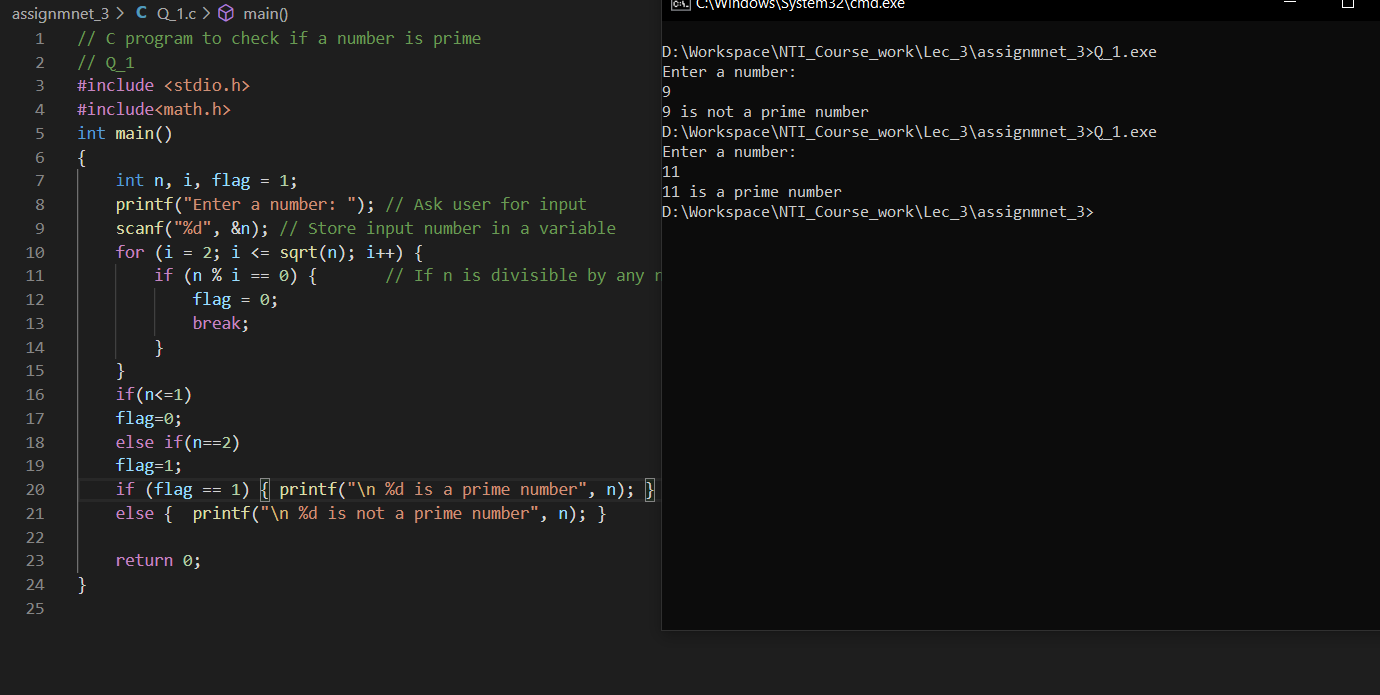 assignmnet_3 > C Q_1.c > main()
1 // C program to check if a number is prime
2 // Q_1
3 #include <stdio.h>
4 #include<math.h>
5 int main()
6 {
7 int n, i, flag = 1;
8 printf("Enter a number: "); // Ask user for input
9 scanf("%d", &n); // Store input number in a variable
10 for (i = 2; i <= sqrt(n); i++) {
11 if (n % i == 0) { // If n is divisible by any
12 flag = 0;
13 break;
14 }
15 }
16 if(n<=1)
17 flag=0;
18 else if(n==2)
19 flag=1;
20 if (flag == 1) { printf("\n %d is a prime number", n); }
21 else { printf("\n %d is not a prime number", n); }
22
23 return 0;
24 }
25
C:\Windows\System32\cmd.exe
D:\Workspace\NTI_Course_work\Lec_3\assignmnet_3>Q_1.exe
Enter a number:
9
9 is not a prime number
D:\Workspace\NTI_Course_work\Lec_3\assignmnet_3>Q_1.exe
Enter a number:
11
11 is a prime number
D:\Workspace\NTI_Course_work\Lec_3\assignmnet_3>